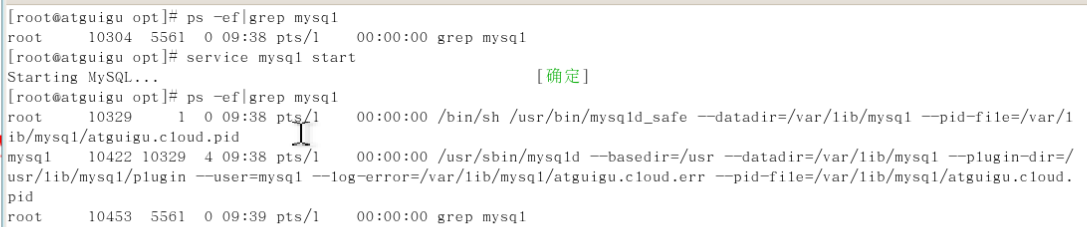 [root@atguigu opt]# ps -ef|grep mysql
root     10304  5561  0 09:38 pts/1    00:00:00 grep mysql
[root@atguigu opt]# service mysql start
Starting MySQL...                                          [确定]
[root@atguigu opt]# ps -ef|grep mysql
root     10329     1  0 09:38 pts/1    00:00:00 /bin/sh /usr/bin/mysqld_safe --datadir=/var/lib/mysql --pid-file=/var/l
ib/mysql/atguigu.cloud.pid
mysql    10422 10329  4 09:38 pts/1    00:00:00 /usr/sbin/mysqld --basedir=/usr --datadir=/var/lib/mysql --plugin-dir=/
usr/lib/mysql/plugin --user=mysql --log-error=/var/lib/mysql/atguigu.cloud.err --pid-file=/var/lib/mysql/atguigu.cloud.
pid
root     10453  5561  0 09:39 pts/1    00:00:00 grep mysql